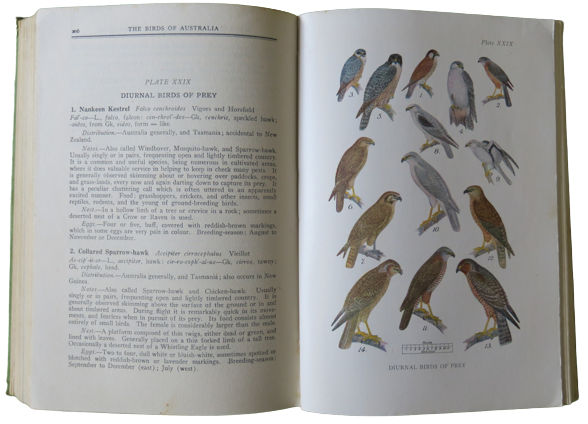 THE BIRDS OF AUSTRALIA
PLATE XXIX
DIURNAL BIRDS OF PREY
1. Nankeen Kestrel Falco cenchroides Vigors and Horsfield
Fal'-co—L., falco, falcon: cen-chroi'-des—Gk, cenchris, speckled hawk;
-oides, from Gk, eidos, form = like.
Distribution.—Australia generally, and Tasmania; accidental to New
Zealand.
Notes.—Also called Windhover, Mosquito-hawk, and Sparrow-hawk.
Usually singly or in pairs, frequenting open and lightly timbered country.
It is a common and useful species, being numerous in cultivated areas,
where it does valuable service in helping to keep in check many pests. It
is generally observed skimming about or hovering over paddocks, crops,
and grass-lands, every now and again darting down to capture its prey. It
has a peculiar chattering call which is often uttered in an apparently
excited manner. Food: grasshoppers, crickets, and other insects, small
reptiles, rodents, and the young of ground-breeding birds.
Nest.—In a hollow limb of a tree or crevice in a rock; sometimes a
deserted nest of a Crow or Raven is used.
Eggs.—Four or five, buff, covered with reddish-brown markings,
which in some eggs are very pale in colour. Breeding-season: August to
November or December.
2. Collared Sparrow-hawk Accipiter cirrocephalus Vieillot
Ac-cip'-it-er—L., accipiter, hawk: cir-ro-ceph'-al-us—Gk, cirros, tawny;
Gk, cephale, head.
Distribution.—Australia generally, and Tasmania; also occurs in New
Guinea.
Notes.—Also called Sparrow-hawk and Chicken-hawk. Usually
singly or in pairs, frequenting open and lightly timbered country. It is
generally observed skimming above the surface of the ground or in and
about timbered areas. During flight it is remarkably quick in its move-
ments, and fearless when in pursuit of its prey. Its food consists almost
entirely of small birds. The female is considerably larger than the male.
Nest.—A platform composed of thin twigs, either dead or green, and
lined with leaves. Generally placed on a thin forked limb of a tall tree.
Occasionally a deserted nest of a Whistling Eagle is used.
Eggs.—Two to four, dull white or bluish-white, sometimes spotted or
blotched with reddish-brown or lavender markings. Breeding-season:
September to December (east); July (west).
Plate XXIX
3.
5.
1.
4.
2.
8.
6.
10.
9.
7.
12.
14.
11.
13.
DIURNAL BIRDS OF PREY